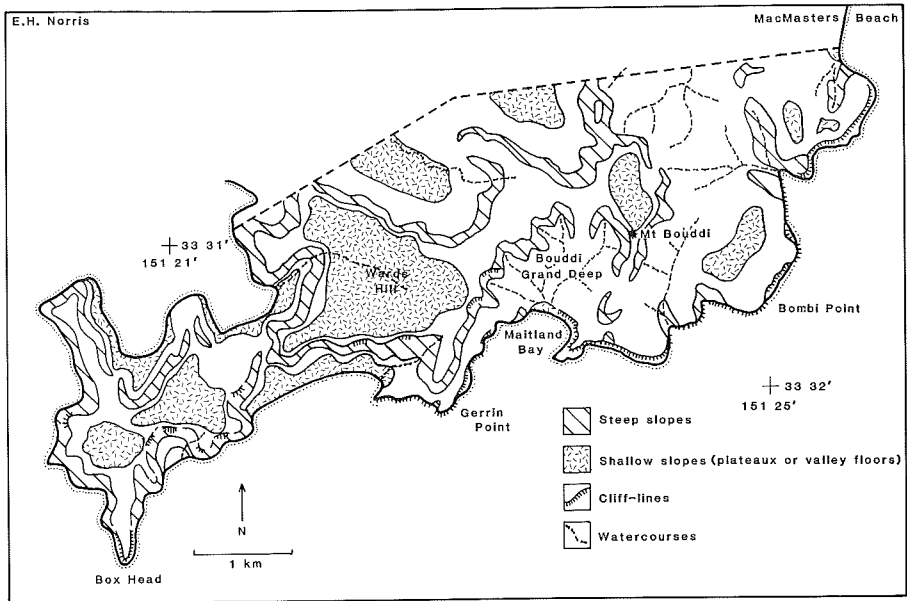 E.H. Norris
MacMasters Beach
33 31'
151 21'
Wards
Hill
Mt Bouddi
Bouddi
Grand Deep
Maitland
Bay
Bombi Point
33 32'
151 25'
Gerrin
Point
Steep slopes
Shallow slopes (plateaux or valley floors)
Cliff-lines
Watercourses
N
1 km
Box Head